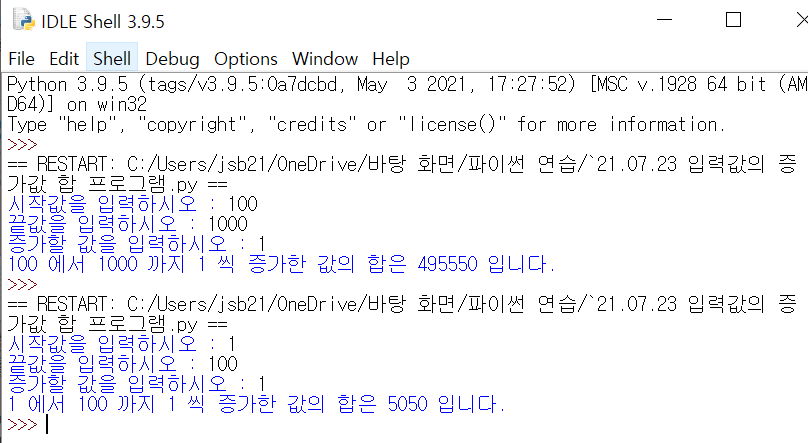 IDLE Shell 3.9.5
File Edit Shell Debug Options Window Help
Python 3.9.5 (tags/v3.9.5:0a7dcbd, May  3 2021, 17:27:52) [MSC v.1928 64 bit (AM
D64)] on win32
Type "help", "copyright", "credits" or "license()" for more information.
>>>
== RESTART: C:/Users/jsb21/OneDrive/바탕 화면/파이썬 연습/`21.07.23 입력값의 증
가값 합 프로그램.py ==
시작값을 입력하시오 : 100
끝값을 입력하시오 : 1000
증가할 값을 입력하시오 : 1
100 에서 1000 까지 1 씩 증가한 값의 합은 495550 입니다.
>>>
== RESTART: C:/Users/jsb21/OneDrive/바탕 화면/파이썬 연습/`21.07.23 입력값의 증
가값 합 프로그램.py ==
시작값을 입력하시오 : 1
끝값을 입력하시오 : 100
증가할 값을 입력하시오 : 1
1 에서 100 까지 1 씩 증가한 값의 합은 5050 입니다.
>>>